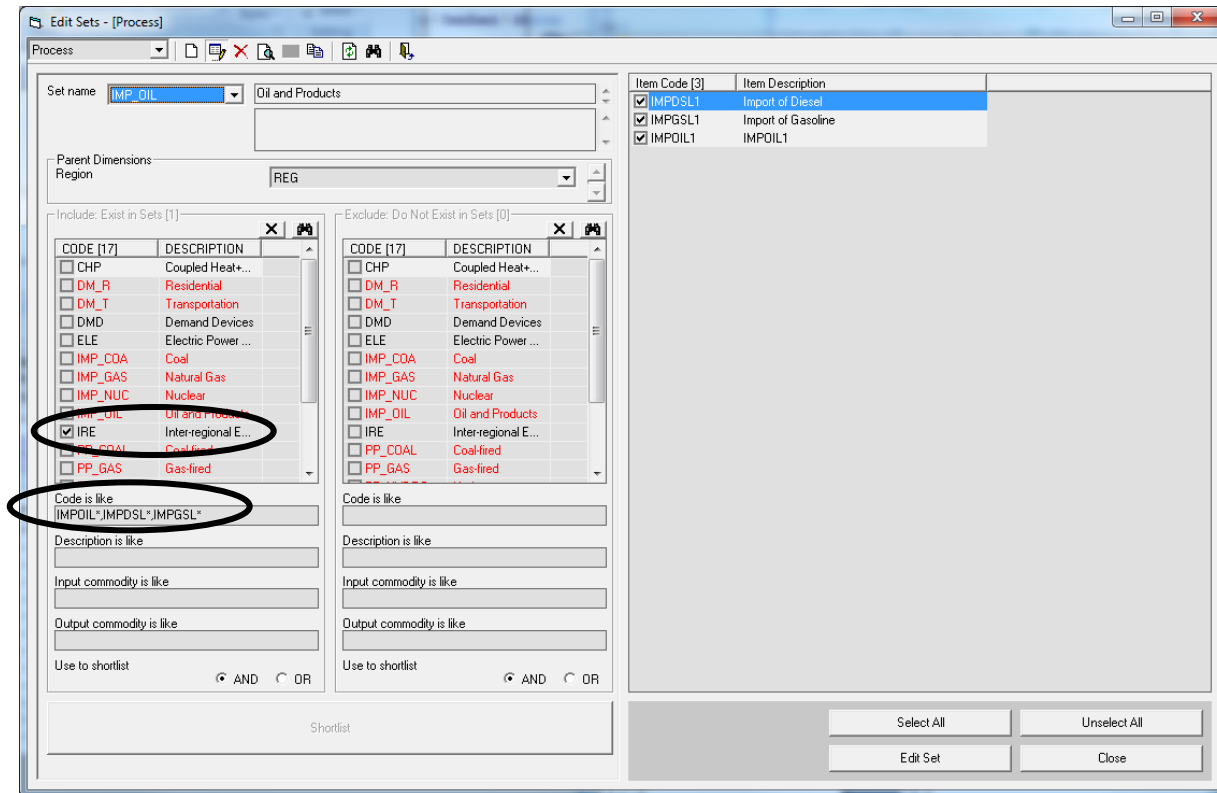 Edit Sets - [Process]
Process
Set name IMP_OIL Oil and Products
Parent Dimensions
Region REG
Include: Exist in Sets [1]
CODE [17] DESCRIPTION
CHP Coupled Heat+...
DM_R Residential
DM_T Transportation
DMD Demand Devices
ELE Electric Power ...
IMP_COA Coal
IMP_GAS Natural Gas
IMP_NUC Nuclear
IMP_OIL Oil and Products
IRE Inter-regional E...
PP_COAL Coal-fired
PP_GAS Gas-fired
Code is like
IMPOIL*,IMPDSL*,IMPGSL*
Description is like
Input commodity is like
Output commodity is like
Use to shortlist
AND OR
Exclude: Do Not Exist in Sets [0]
CODE [17] DESCRIPTION
CHP Coupled Heat+...
DM_R Residential
DM_T Transportation
DMD Demand Devices
ELE Electric Power ...
IMP_COA Coal
IMP_GAS Natural Gas
IMP_NUC Nuclear
IMP_OIL Oil and Products
IRE Inter-regional E...
PP_COAL Coal-fired
PP_GAS Gas-fired
Code is like
Description is like
Input commodity is like
Output commodity is like
Use to shortlist
AND OR
Shortlist
Item Code [3] Item Description
IMPDSL1 Import of Diesel
IMPGSL1 Import of Gasoline
IMPOIL1 IMPOIL1
Select All Unselect All
Edit Set Close